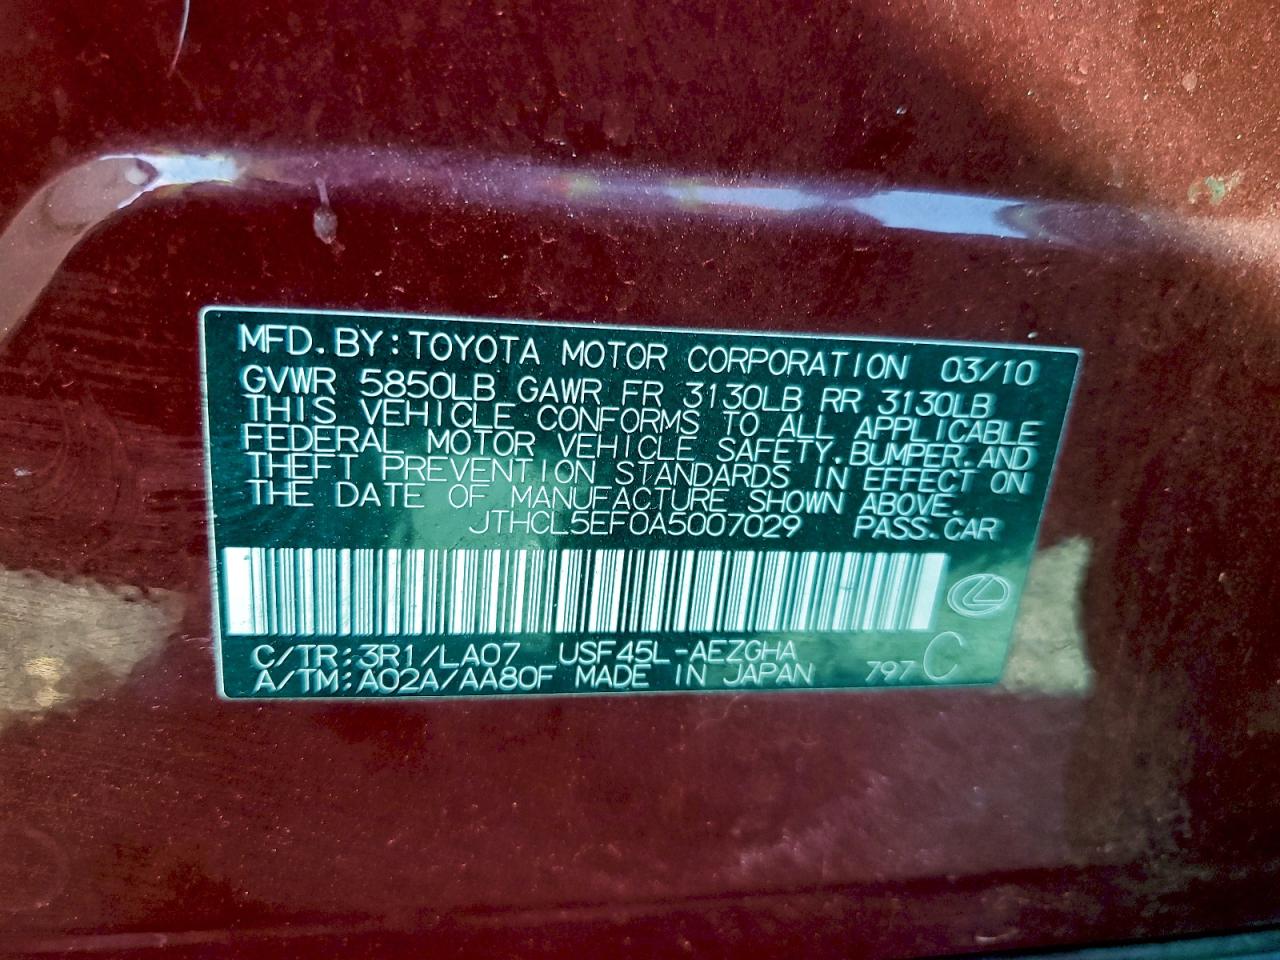 MFD. BY: TOYOTA MOTOR CORPORATION 03/10
GVWR 5850LB GAWR FR 3130LB RR 3130LB
THIS VEHICLE CONFORMS TO ALL APPLICABLE
FEDERAL MOTOR VEHICLE SAFETY, BUMPER, AND
THEFT PREVENTION STANDARDS IN EFFECT ON
THE DATE OF MANUFACTURE SHOWN ABOVE.
JTHCL5EF0A5007029 PASS. CAR
C/TR: 3R1/LA07 USF45L-AEZGHA
A/TM: A02A/AA80F MADE IN JAPAN 797 C